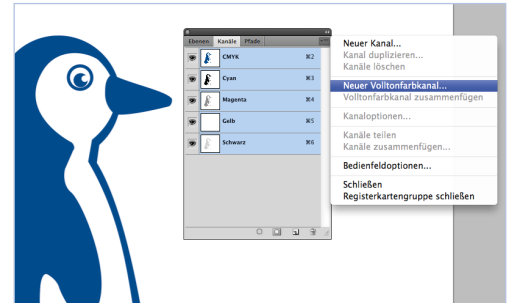 Ebenen Kanäle Pfade
CMYK ⌘2
Cyan ⌘3
Magenta ⌘4
Gelb ⌘5
Schwarz ⌘6
Neuer Kanal...
Kanal duplizieren...
Kanäle löschen
Neuer Volltonfarbkanal...
Volltonfarbkanal zusammenfügen
Kanaloptionen...
Kanäle teilen
Kanäle zusammenfügen...
Bedienfeldoptionen...
Schließen
Registerkartengruppe schließen